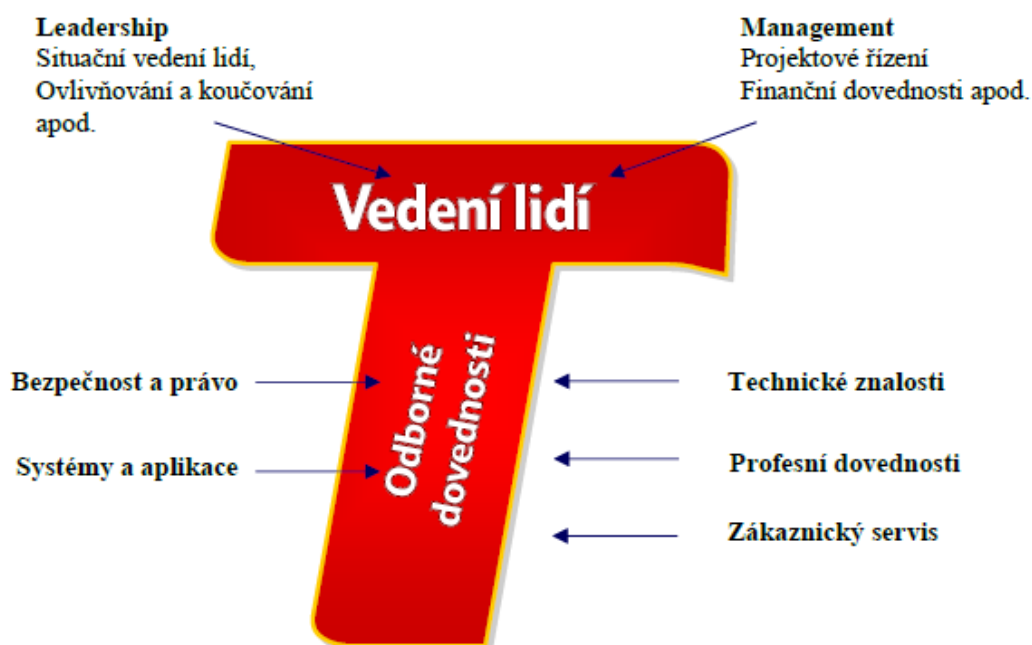 Leadership
Situační vedení lidí,
Ovlivňování a koučování
apod.
Management
Projektové řízení
Finanční dovednosti apod.
Vedení lidí
Odborné
dovednosti
Bezpečnost a právo
Systémy a aplikace
Technické znalosti
Profesní dovednosti
Zákaznický servis